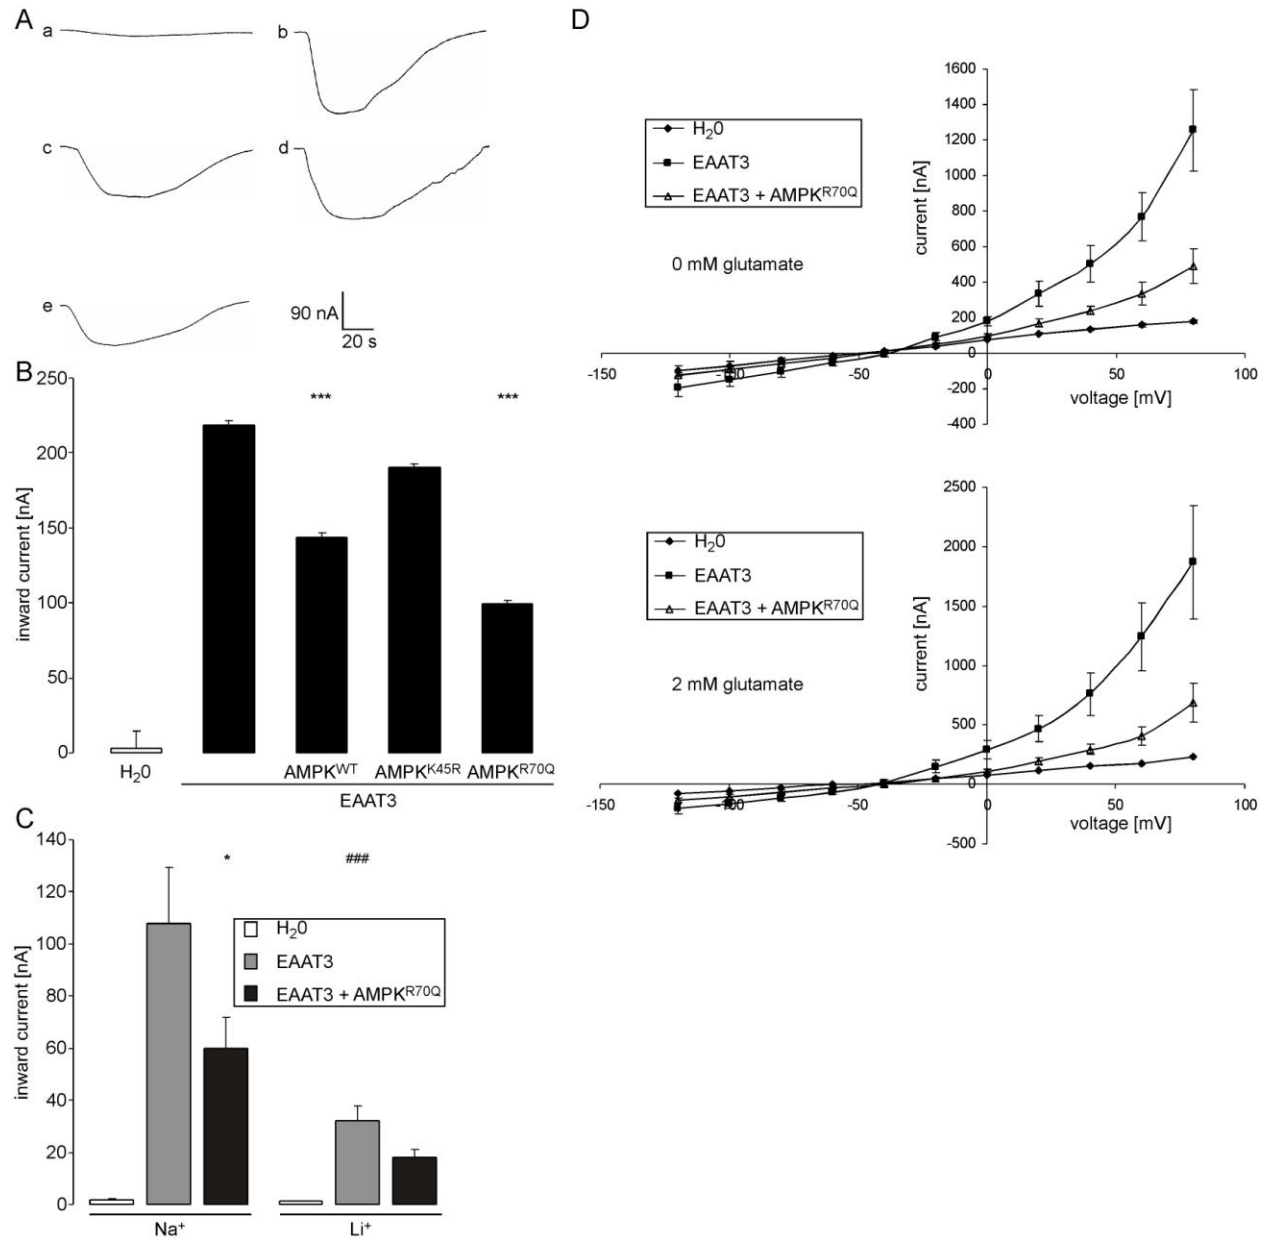 A
a
b
c
d
e
90 nA
20 s
B
inward current [nA]
250
200
150
100
50
0
***
***
H₂0
AMPKᵂᵀ
AMPKᴷ⁴⁵ᴿ
AMPKᴿ⁷⁰Q
EAAT3
C
inward current [nA]
140
120
100
80
60
40
20
0
*
###
H₂0
EAAT3
EAAT3 + AMPKᴿ⁷⁰Q
Na⁺
Li⁺
D
current [nA]
1600
1400
1200
1000
800
600
400
200
0
-200
-400
H₂0
EAAT3
EAAT3 + AMPKᴿ⁷⁰Q
0 mM glutamate
-150
-100
-50
0
50
100
voltage [mV]
current [nA]
2500
2000
1500
1000
500
0
-500
H₂0
EAAT3
EAAT3 + AMPKᴿ⁷⁰Q
2 mM glutamate
-150
-100
-50
0
50
100
voltage [mV]